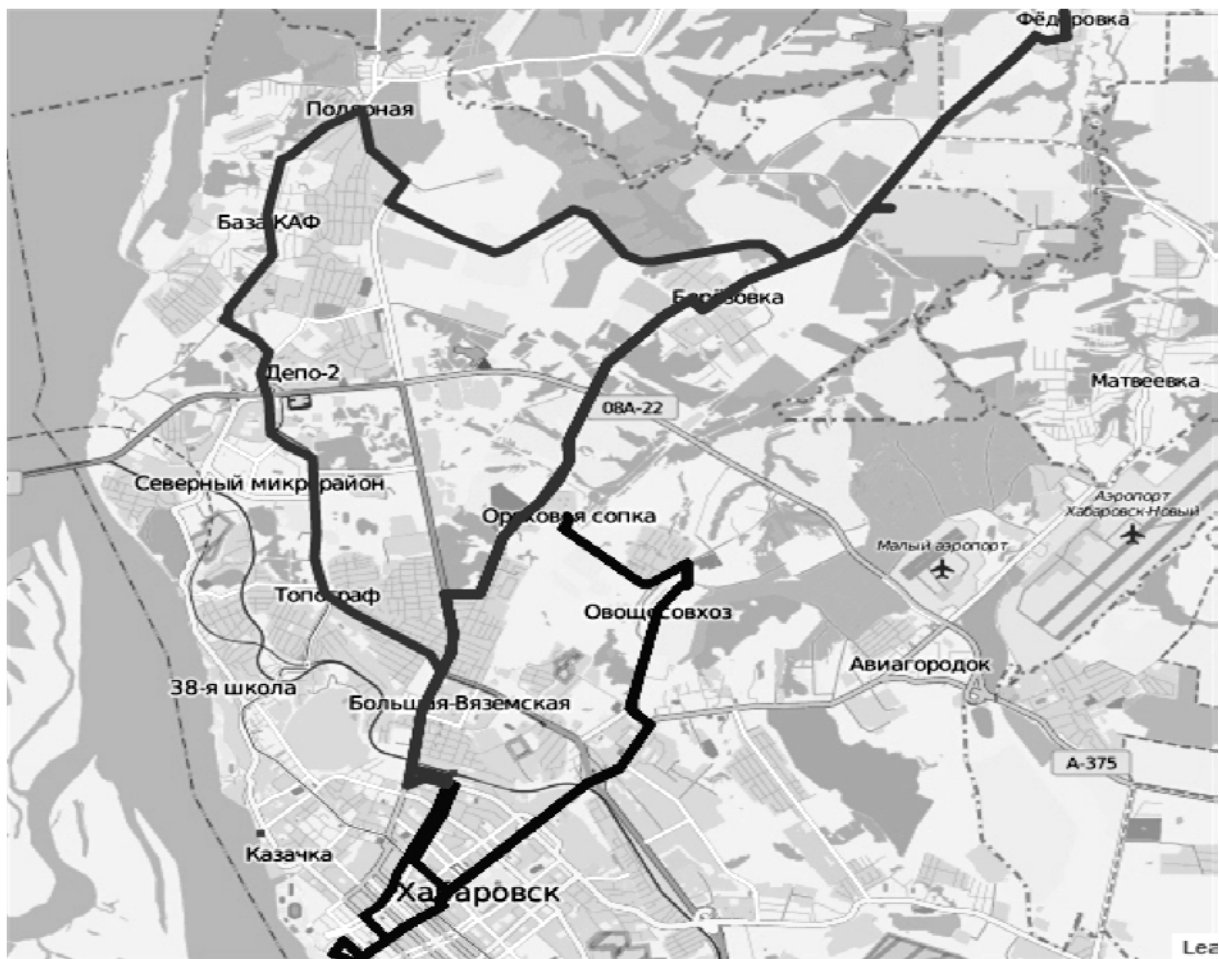 Фёдоровка
Полярная
База КАФ
Берёзовка
Депо-2
Матвеевка
08А-22
Северный микрорайон
Аэропорт
Хабаровск-Новый
Ореховая сопка
Малый аэропорт
Топограф
Овощесовхоз
Авиагородок
38-я школа
Большая-Вяземская
А-375
Казачка
Хабаровск
Lea